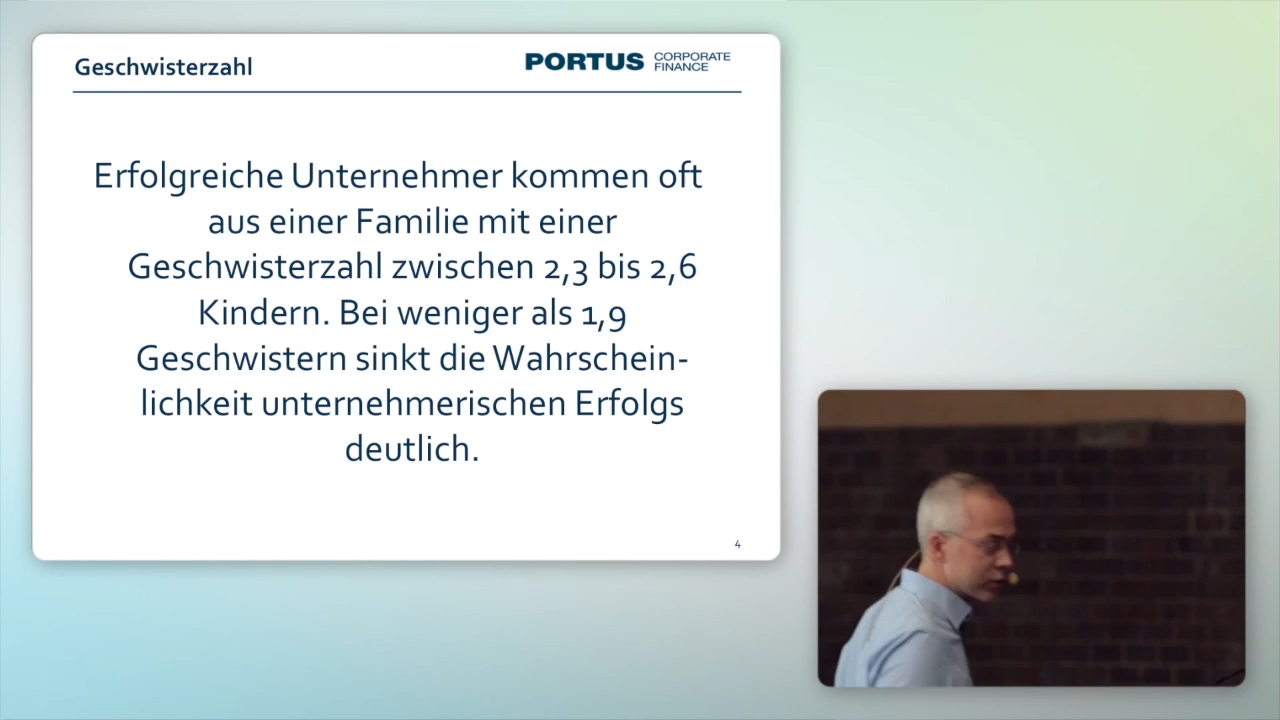 Geschwisterzahl
PORTUS CORPORATE
FINANCE
Erfolgreiche Unternehmer kommen oft
aus einer Familie mit einer
Geschwisterzahl zwischen 2,3 bis 2,6
Kindern. Bei weniger als 1,9
Geschwistern sinkt die Wahrschein-
lichkeit unternehmerischen Erfolgs
deutlich.
4